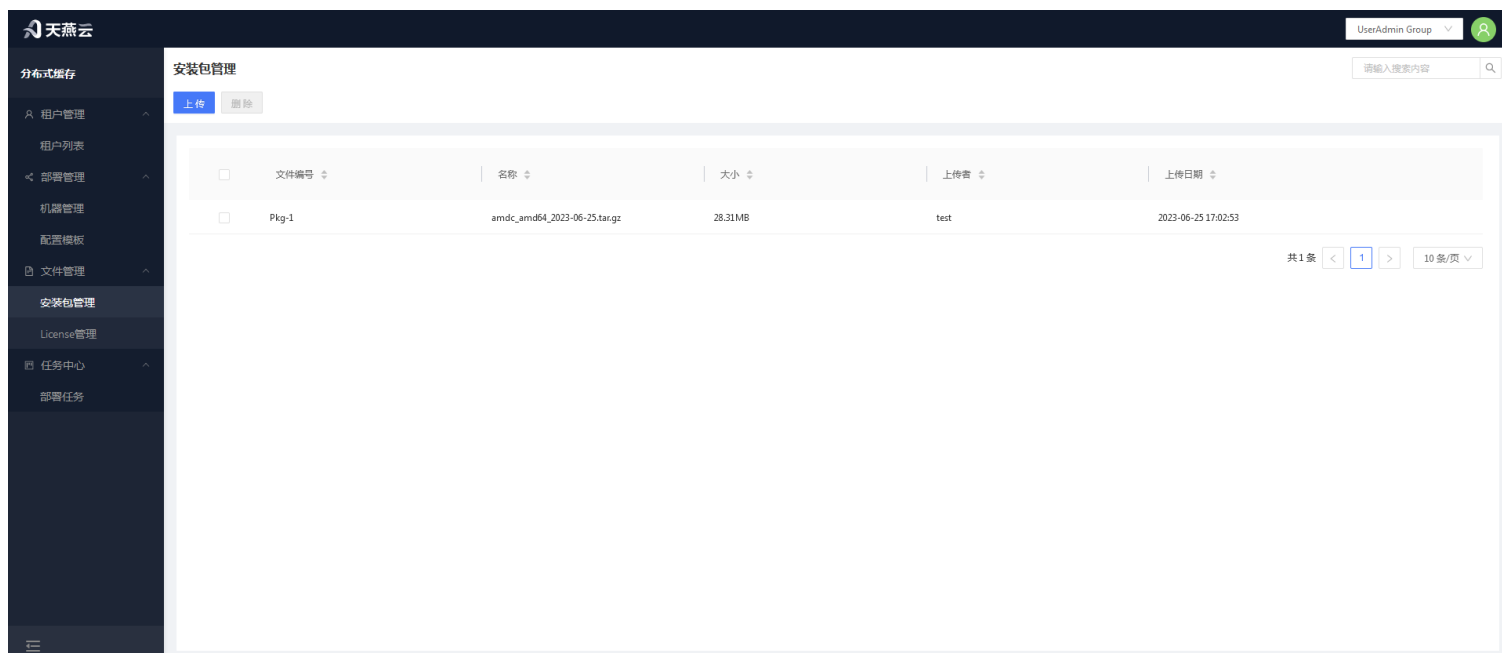 天燕云
UserAdmin Group
分布式缓存
租户管理
租户列表
部署管理
机器管理
配置模板
文件管理
安装包管理
License管理
任务中心
部署任务
安装包管理
请输入搜索内容
上传 删除
文件编号 名称 大小 上传者 上传日期
Pkg-1 amdc_amd64_2023-06-25.tar.gz 28.31MB test 2023-06-25 17:02:53
共1条 < 1 > 10条/页